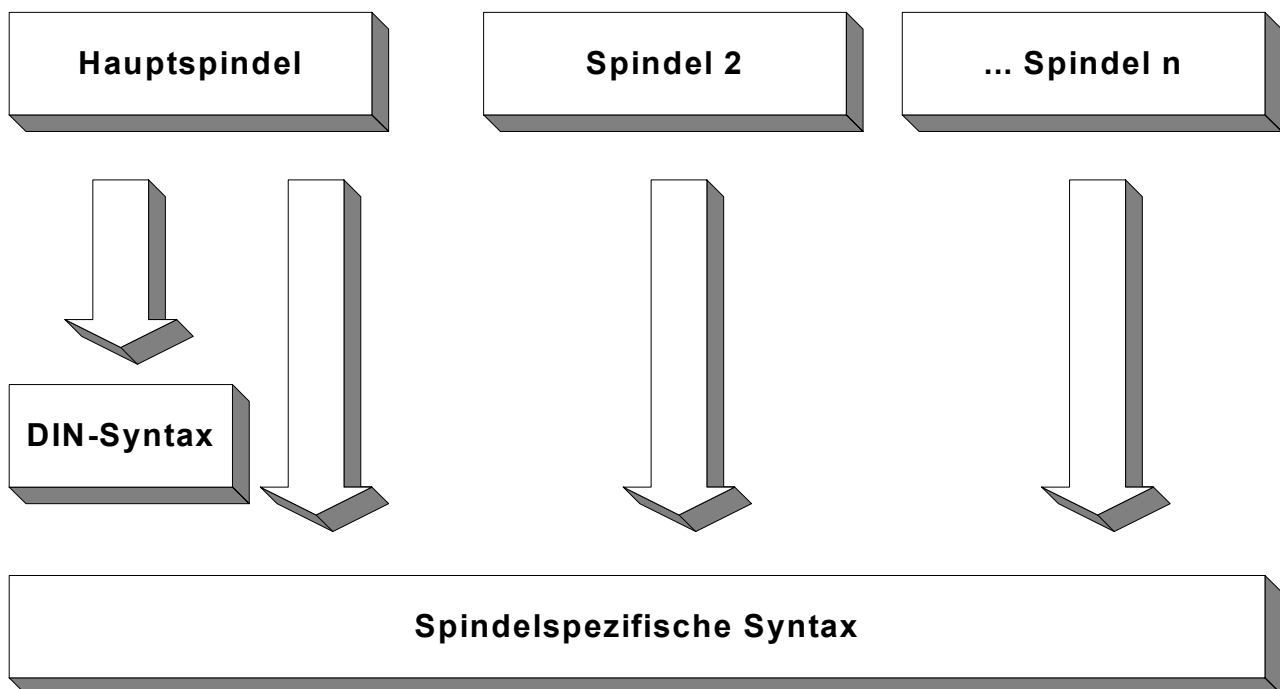 Hauptspindel
Spindel 2
... Spindel n
DIN-Syntax
Spindelspezifische Syntax